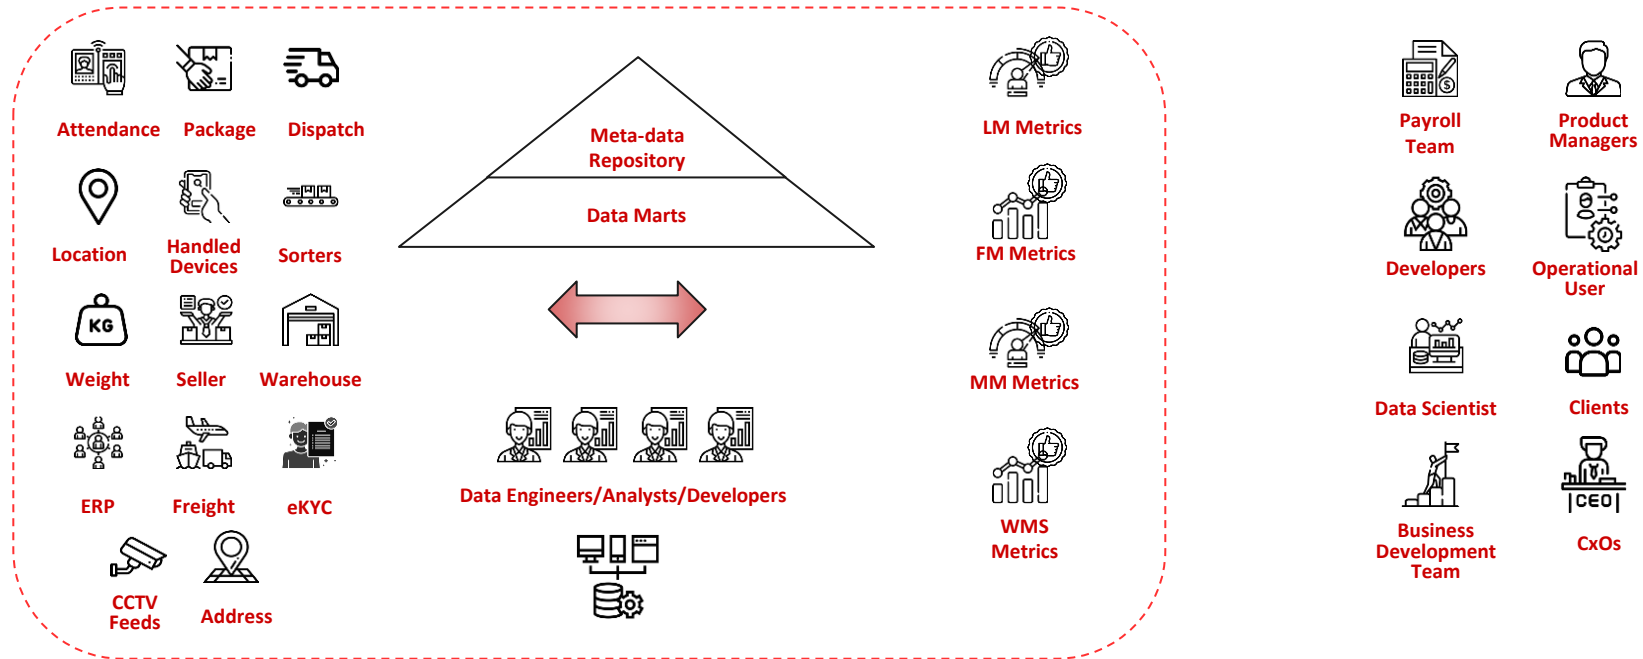 Attendance
Package
Dispatch
Location
Handled
Devices
Sorters
KG
Weight
Seller
Warehouse
ERP
Freight
eKYC
CCTV
Feeds
Address
Meta-data
Repository
Data Marts
Data Engineers/Analysts/Developers
LM Metrics
FM Metrics
MM Metrics
WMS
Metrics
Payroll
Team
Product
Managers
Developers
Operational
User
Data Scientist
Clients
Business
Development
Team
CEO
CxOs